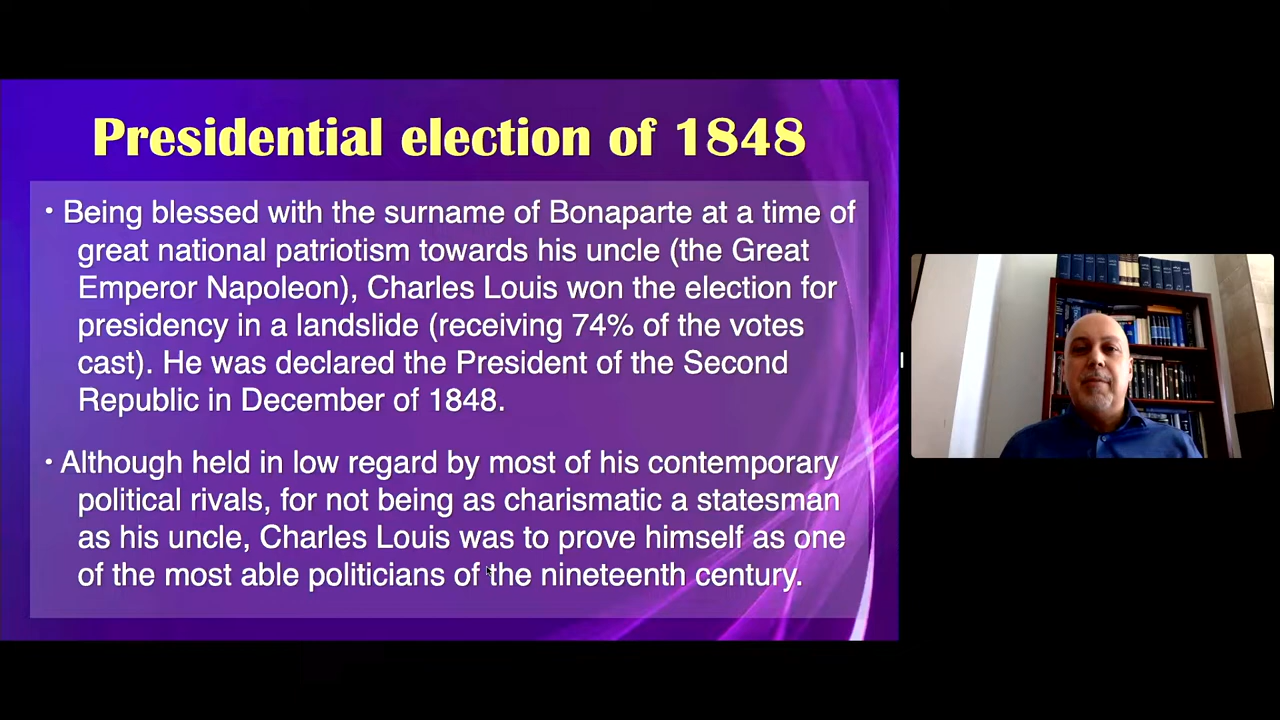 Presidential election of 1848
• Being blessed with the surname of Bonaparte at a time of
great national patriotism towards his uncle (the Great
Emperor Napoleon), Charles Louis won the election for
presidency in a landslide (receiving 74% of the votes
cast). He was declared the President of the Second
Republic in December of 1848.
• Although held in low regard by most of his contemporary
political rivals, for not being as charismatic a statesman
as his uncle, Charles Louis was to prove himself as one
of the most able politicians of the nineteenth century.